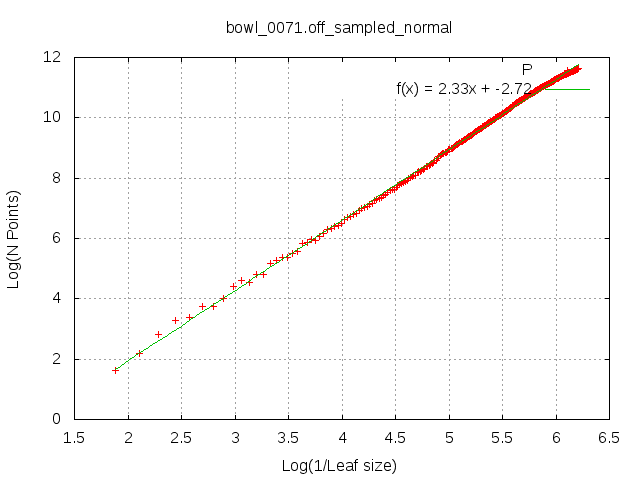 bowl_0071.off_sampled_normal
12
10
8
6
4
2
0
Log(N Points)
P
f(x) = 2.33x + -2.72
1.5 2 2.5 3 3.5 4 4.5 5 5.5 6 6.5
Log(1/Leaf size)